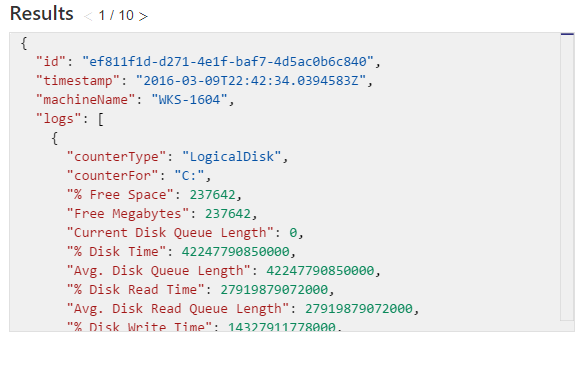 Results < 1 / 10 >
{
"id": "ef811f1d-d271-4e1f-baf7-4d5ac0b6c840",
"timestamp": "2016-03-09T22:42:34.0394583Z",
"machineName": "WKS-1604",
"logs": [
{
"counterType": "LogicalDisk",
"counterFor": "C:",
"% Free Space": 237642,
"Free Megabytes": 237642,
"Current Disk Queue Length": 0,
"% Disk Time": 42247790850000,
"Avg. Disk Queue Length": 42247790850000,
"% Disk Read Time": 27919879072000,
"Avg. Disk Read Queue Length": 27919879072000,
"% Disk Write Time": 14327911778000,